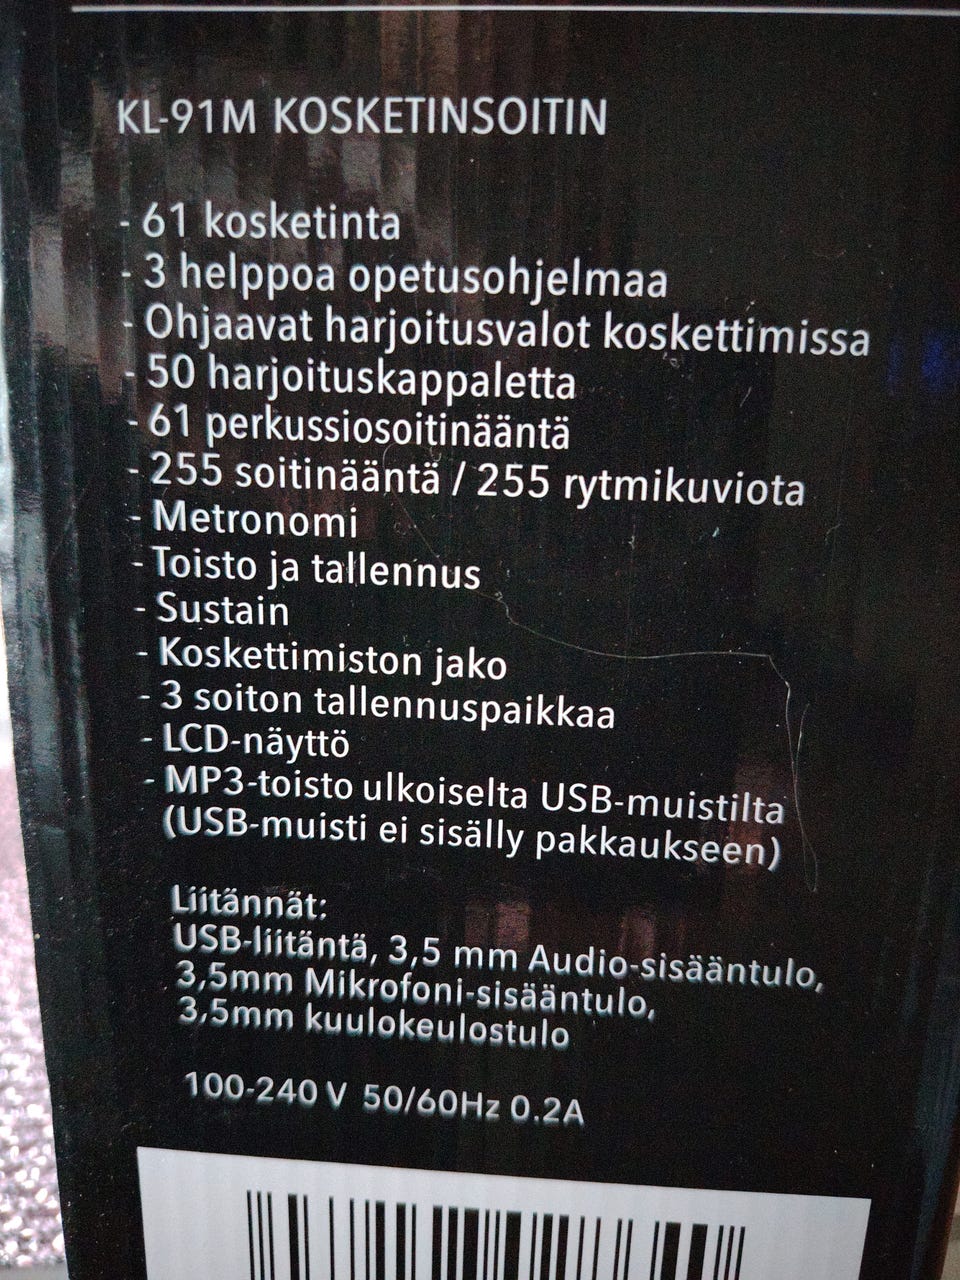 KL-91M KOSKETINSOITIN
- 61 kosketinta
- 3 helppoa opetusohjelmaa
- Ohjaavat harjoitusvalot koskettimissa
- 50 harjoituskappaletta
- 61 perkussiosoitinääntä
- 255 soitinääntä / 255 rytmikuviota
- Metronomi
- Toisto ja tallennus
- Sustain
- Koskettimiston jako
- 3 soiton tallennuspaikkaa
- LCD-näyttö
- MP3-toisto ulkoiselta USB-muistilta
(USB-muisti ei sisälly pakkaukseen)
Liitännät:
USB-liitäntä, 3,5 mm Audio-sisääntulo,
3,5mm Mikrofoni-sisääntulo,
3,5mm kuulokeulostulo
100-240 V 50/60Hz 0.2A